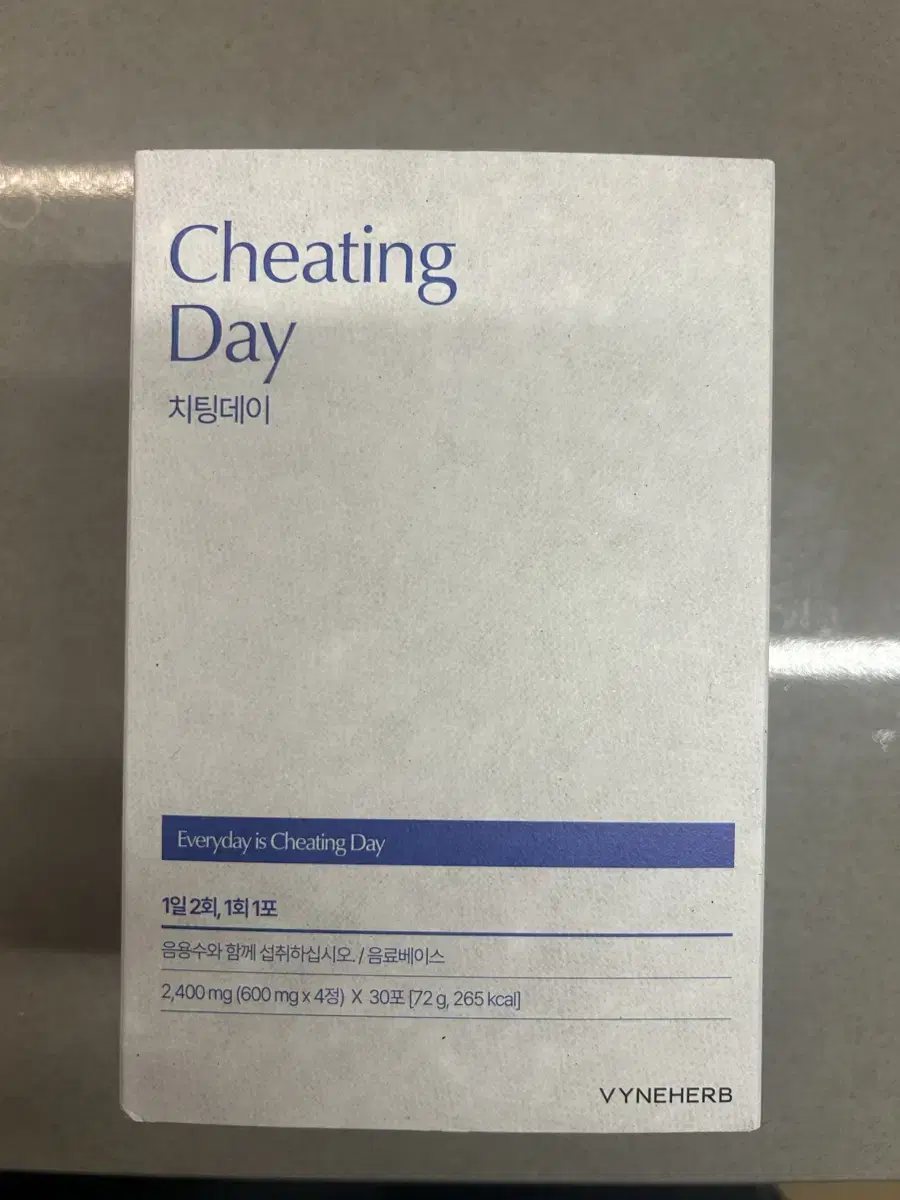 Cheating
Day
치팅데이
Everyday is Cheating Day
1일 2회, 1회 1포
음용수와 함께 섭취하십시오. / 음료베이스
2,400 mg (600 mg x 4정) X 30포 [72 g, 265 kcal]
VYNEHERB